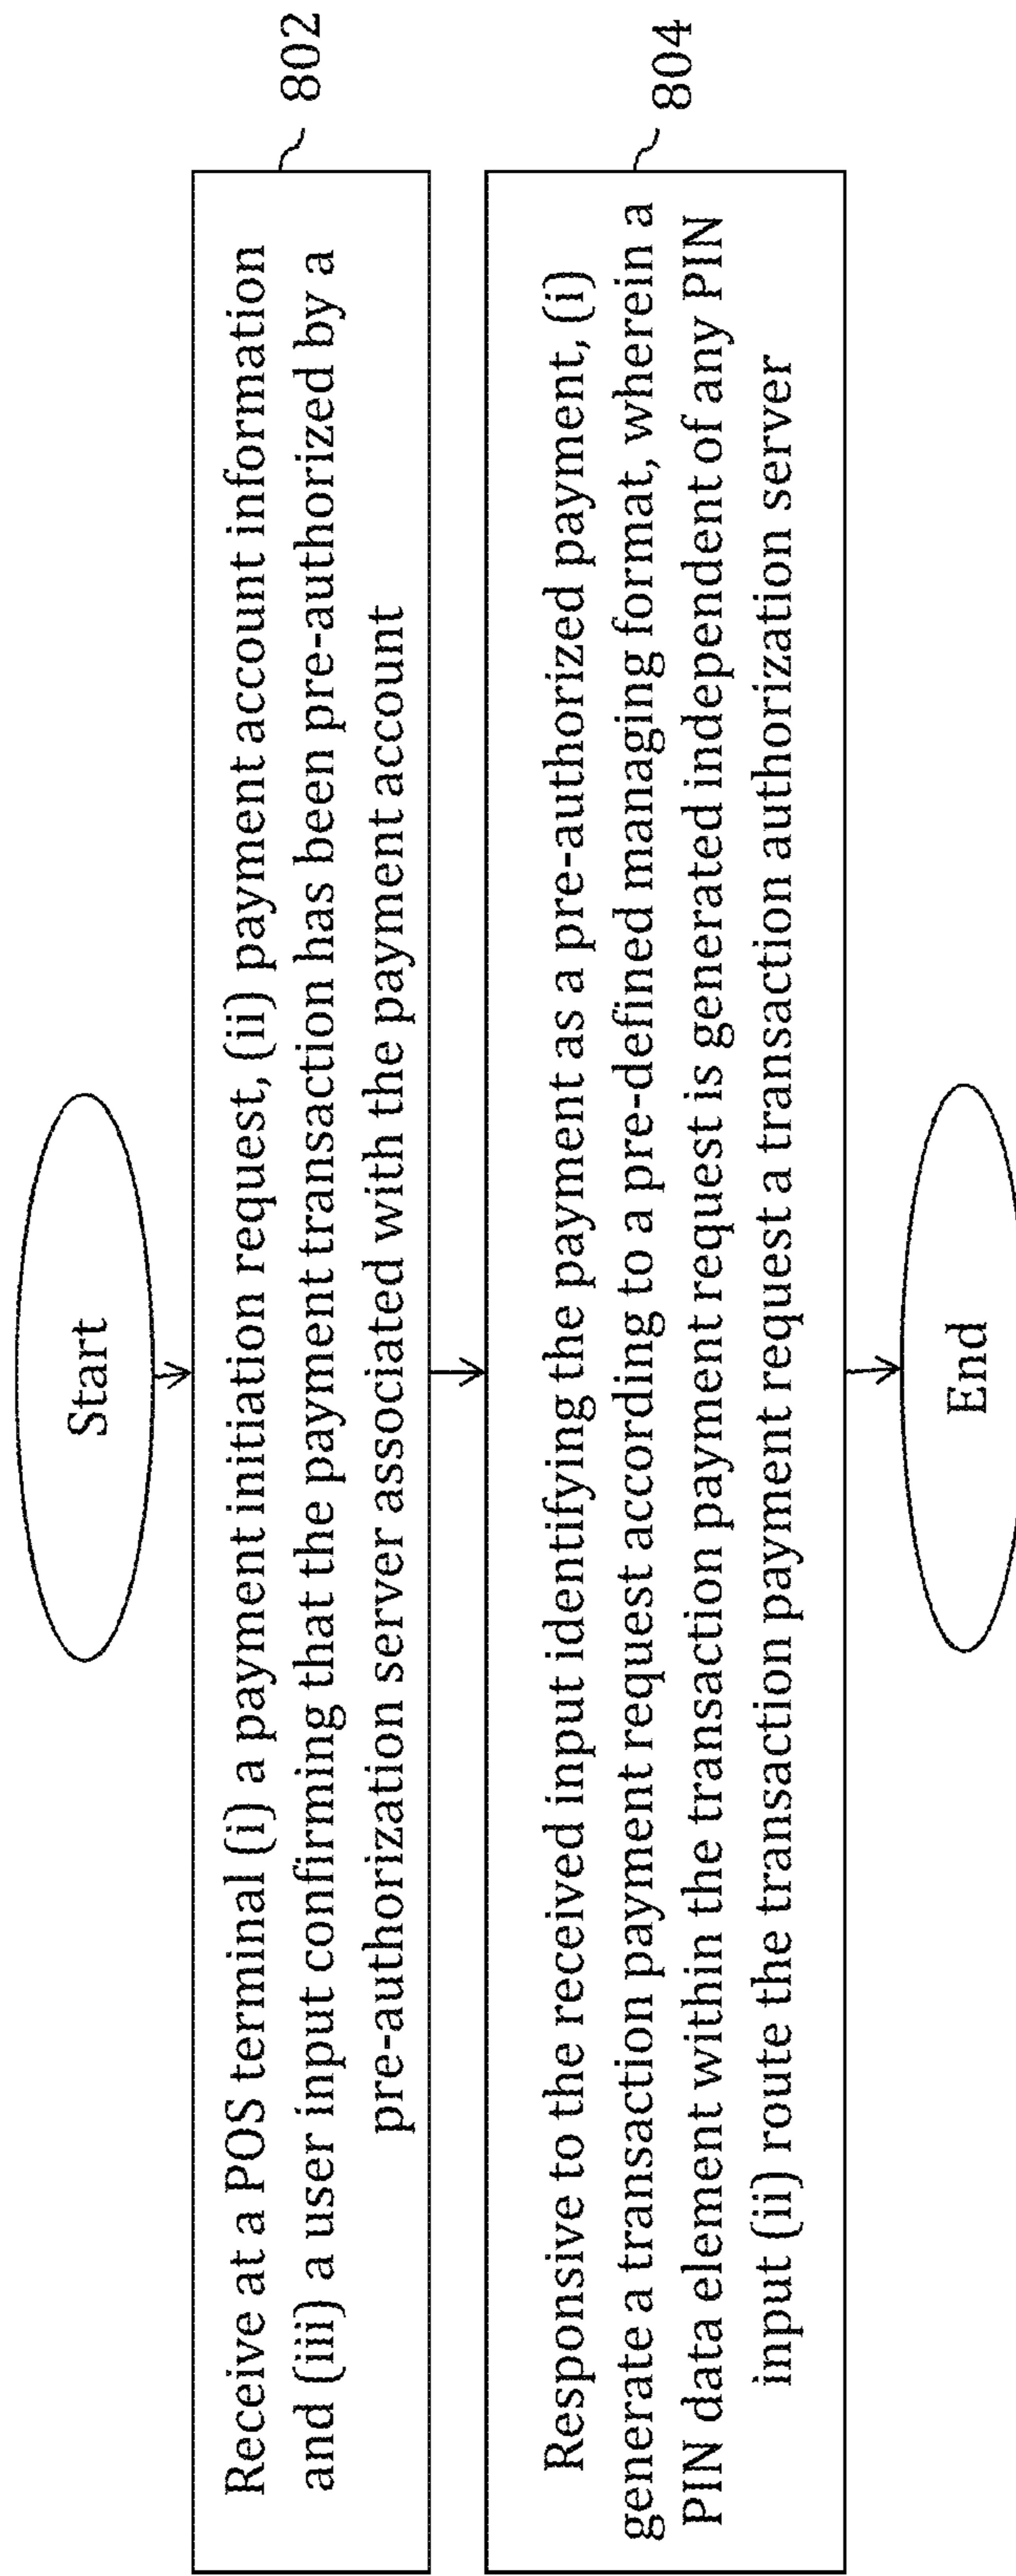 Start
802
Receive at a POS terminal (i) a payment initiation request, (ii) payment account information
and (iii) a user input confirming that the payment transaction has been pre-authorized by a
pre-authorization server associated with the payment account
804
Responsive to the received input identifying the payment as a pre-authorized payment, (i)
generate a transaction payment request according to a pre-defined managing format, wherein a
PIN data element within the transaction payment request is generated independent of any PIN
input (ii) route the transaction payment request a transaction authorization server
End